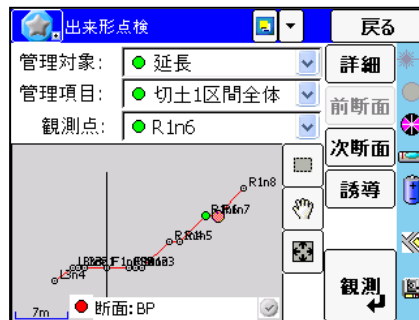 出来形点検
戻る
管理対象: 延長
詳細
管理項目: 切土1区間全体
前断面
観測点: R1n6
次断面
R1n8
誘導
L3n4
7m
断面:BP
観測